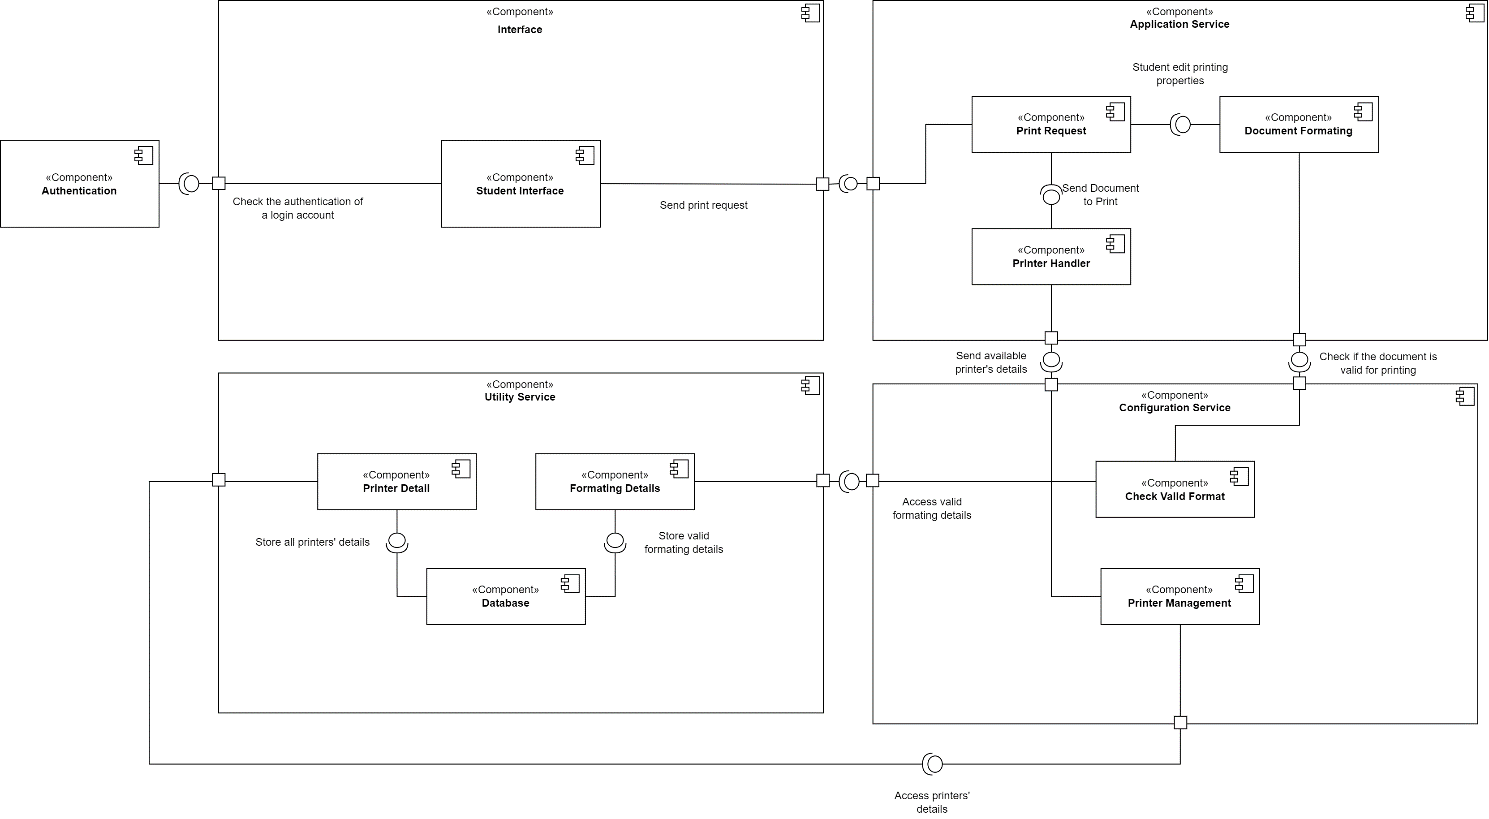 «Component»
Interface
«Component»
Application Service
Student edit printing
properties
«Component»
Print Request
«Component»
Document Formating
«Component»
Authentication
«Component»
Student Interface
Check the authentication of
a login account
Send print request
Send Document
to Print
«Component»
Printer Handler
Send available
printer's details
Check if the document is
valid for printing
«Component»
Utility Service
«Component»
Configuration Service
«Component»
Printer Detail
«Component»
Formating Details
«Component»
Check Valid Format
Access valid
formating details
Store all printers' details
Store valid
formating details
«Component»
Database
«Component»
Printer Management
Access printers'
details